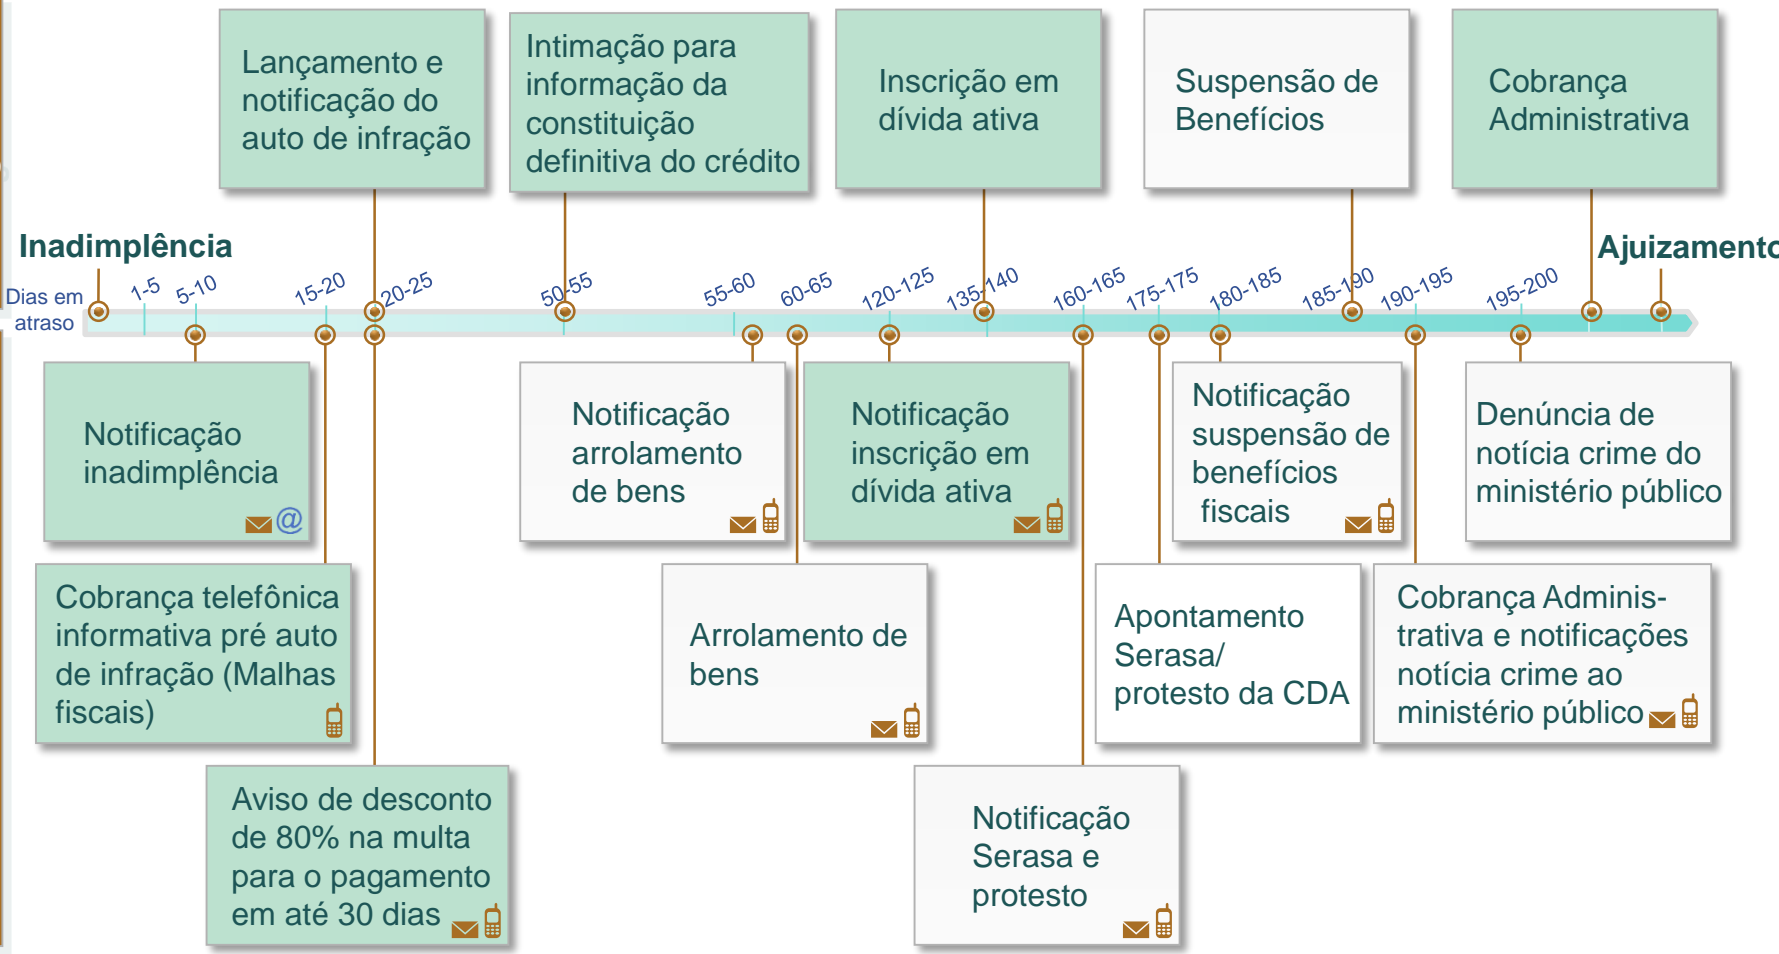 Lançamento e
notificação do
auto de infração
Intimação para
informação da
constituição
definitiva do crédito
Inscrição em
dívida ativa
Suspensão de
Benefícios
Cobrança
Administrativa
Inadimplência
Ajuizamento
Dias em
atraso
1-5
5-10
15-20
20-25
50-55
55-60
60-65
120-125
135-140
160-165
175-175
180-185
185-190
190-195
195-200
Notificação
inadimplência
@
Notificação
arrolamento
de bens
Notificação
inscrição em
dívida ativa
Notificação
suspensão de
benefícios
fiscais
Denúncia de
notícia crime do
ministério público
Cobrança telefônica
informativa pré auto
de infração (Malhas
fiscais)
Arrolamento de
bens
Apontamento
Serasa/
protesto da CDA
Cobrança Adminis-
trativa e notificações
notícia crime ao
ministério público
Aviso de desconto
de 80% na multa
para o pagamento
em até 30 dias
Notificação
Serasa e
protesto